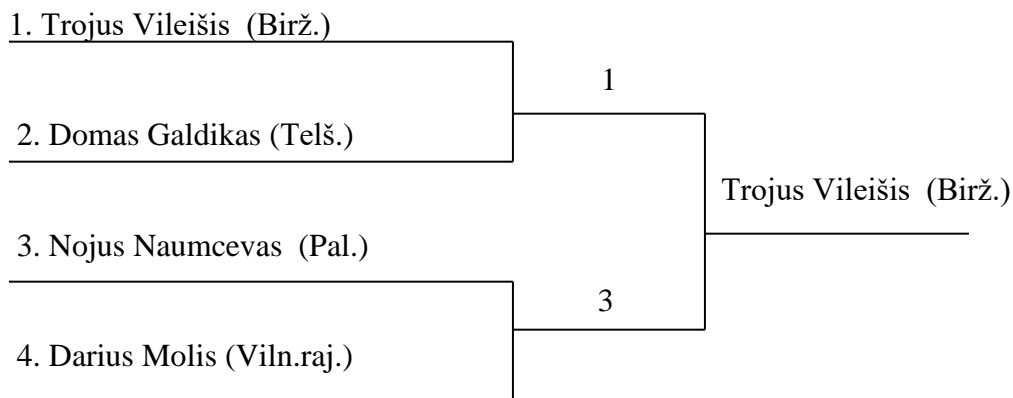 1. Trojus Vileišis  (Birž.)
1
2. Domas Galdikas (Telš.)
Trojus Vileišis  (Birž.)
3. Nojus Naumcevas  (Pal.)
3
4. Darius Molis (Viln.raj.)